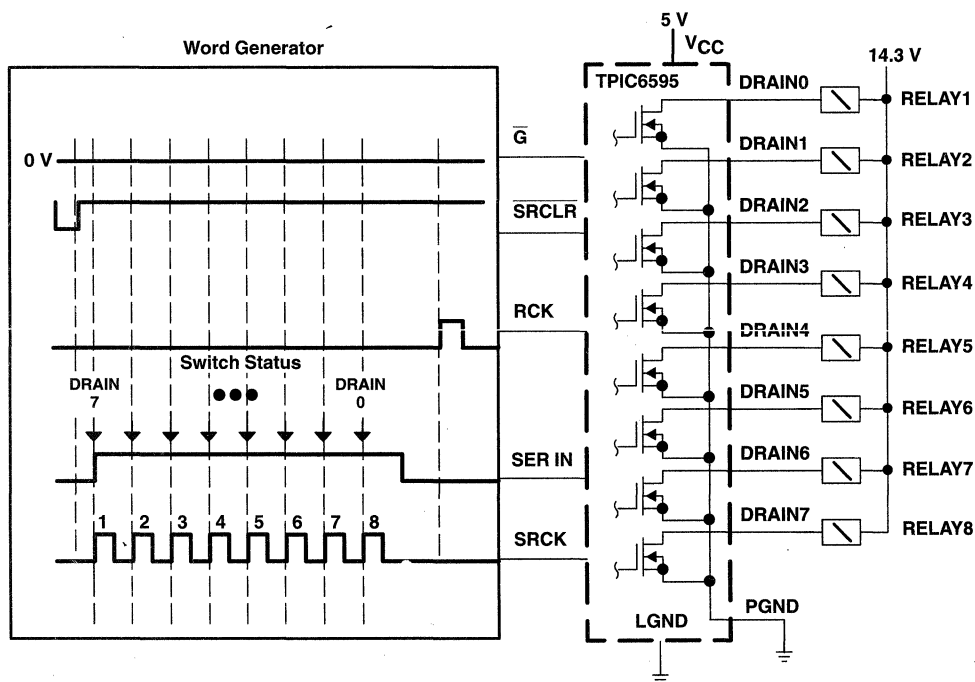 Word Generator
0 V
Switch Status
DRAIN
7
DRAIN
0
1 2 3 4 5 6 7 8
G
SRCLR
RCK
SER IN
SRCK
5 V
VCC
TPIC6595
LGND
PGND
14.3 V
DRAIN0
RELAY1
DRAIN1
RELAY2
DRAIN2
RELAY3
DRAIN3
RELAY4
DRAIN4
RELAY5
DRAIN5
RELAY6
DRAIN6
RELAY7
DRAIN7
RELAY8